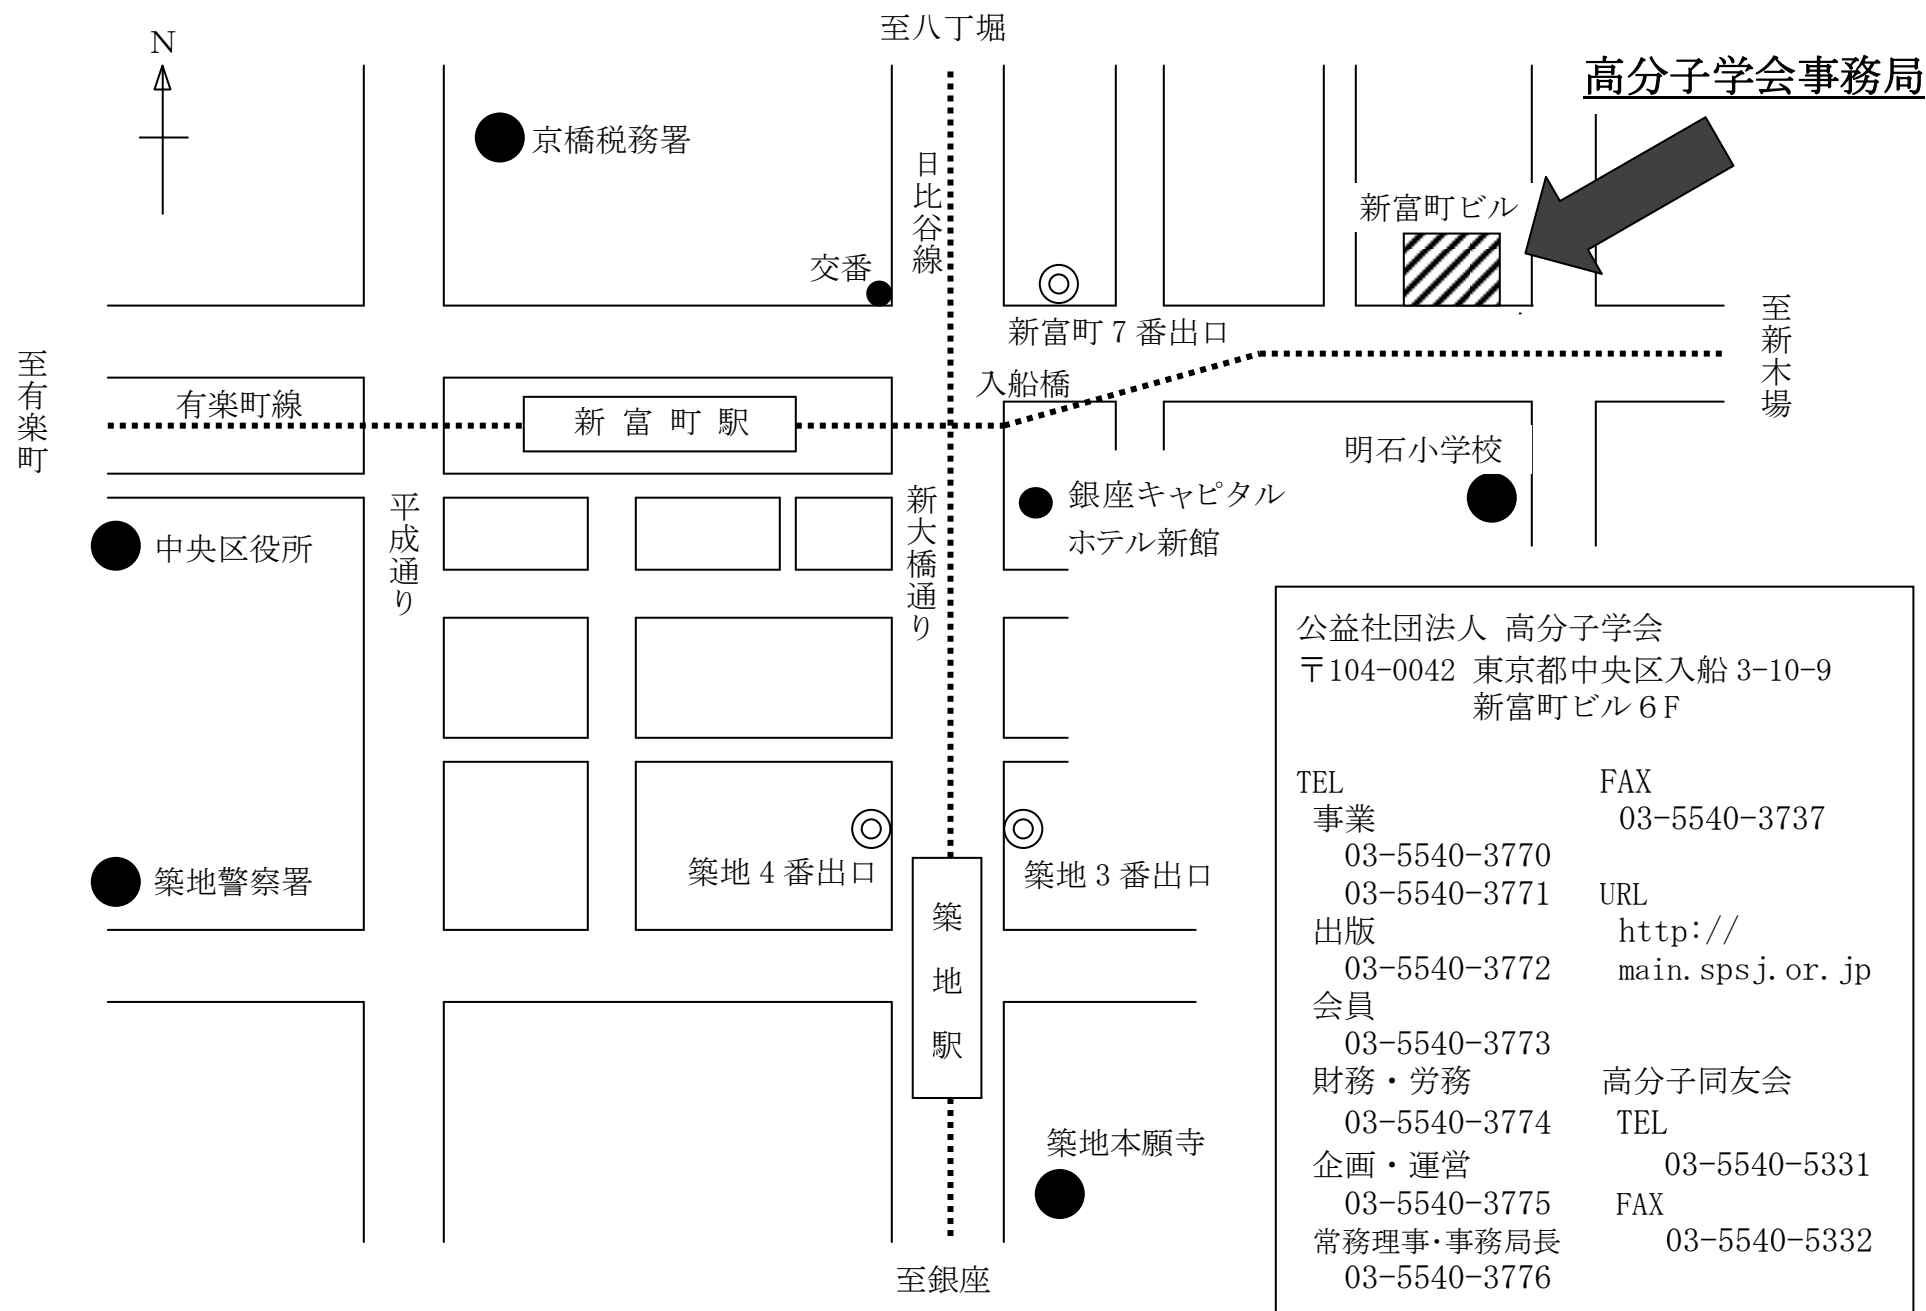 至八丁堀
N
高分子学会事務局
京橋税務署
日比谷線
新富町ビル
交番
新富町７番出口
至新木場
至有楽町
有楽町線
入船橋
新富町駅
明石小学校
平成通り
新大橋通り
銀座キャピタル
ホテル新館
中央区役所
築地警察署
築地４番出口
築地３番出口
築地駅
築地本願寺
至銀座
公益社団法人 高分子学会
〒104-0042 東京都中央区入船 3-10-9
新富町ビル６F
TEL
事業
03-5540-3770
03-5540-3771
出版
03-5540-3772
会員
03-5540-3773
財務・労務
03-5540-3774
企画・運営
03-5540-3775
常務理事・事務局長
03-5540-3776
FAX
03-5540-3737
URL
http://
main.spsj.or.jp
高分子同友会
TEL
03-5540-5331
FAX
03-5540-5332